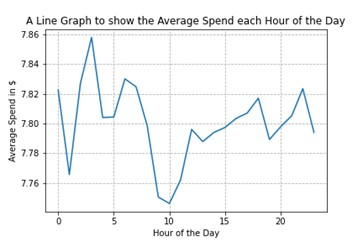 A Line Graph to show the Average Spend each Hour of the Day
7.86
7.84
7.82
7.80
7.78
7.76
Average Spend in $
0 5 10 15 20
Hour of the Day